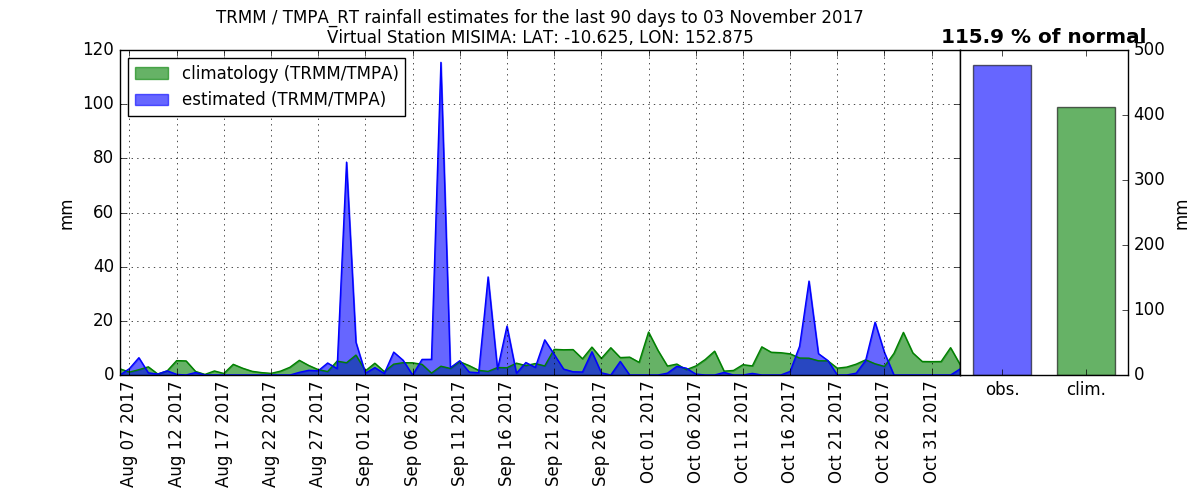 TRMM / TMPA_RT rainfall estimates for the last 90 days to 03 November 2017
Virtual Station MISIMA: LAT: -10.625, LON: 152.875
115.9 % of normal
climatology (TRMM/TMPA)
estimated (TRMM/TMPA)
120
100
80
60
40
20
0
mm
500
400
300
200
100
0
mm
Aug 07 2017
Aug 12 2017
Aug 17 2017
Aug 22 2017
Aug 27 2017
Sep 01 2017
Sep 06 2017
Sep 11 2017
Sep 16 2017
Sep 21 2017
Sep 26 2017
Oct 01 2017
Oct 06 2017
Oct 11 2017
Oct 16 2017
Oct 21 2017
Oct 26 2017
Oct 31 2017
obs.
clim.